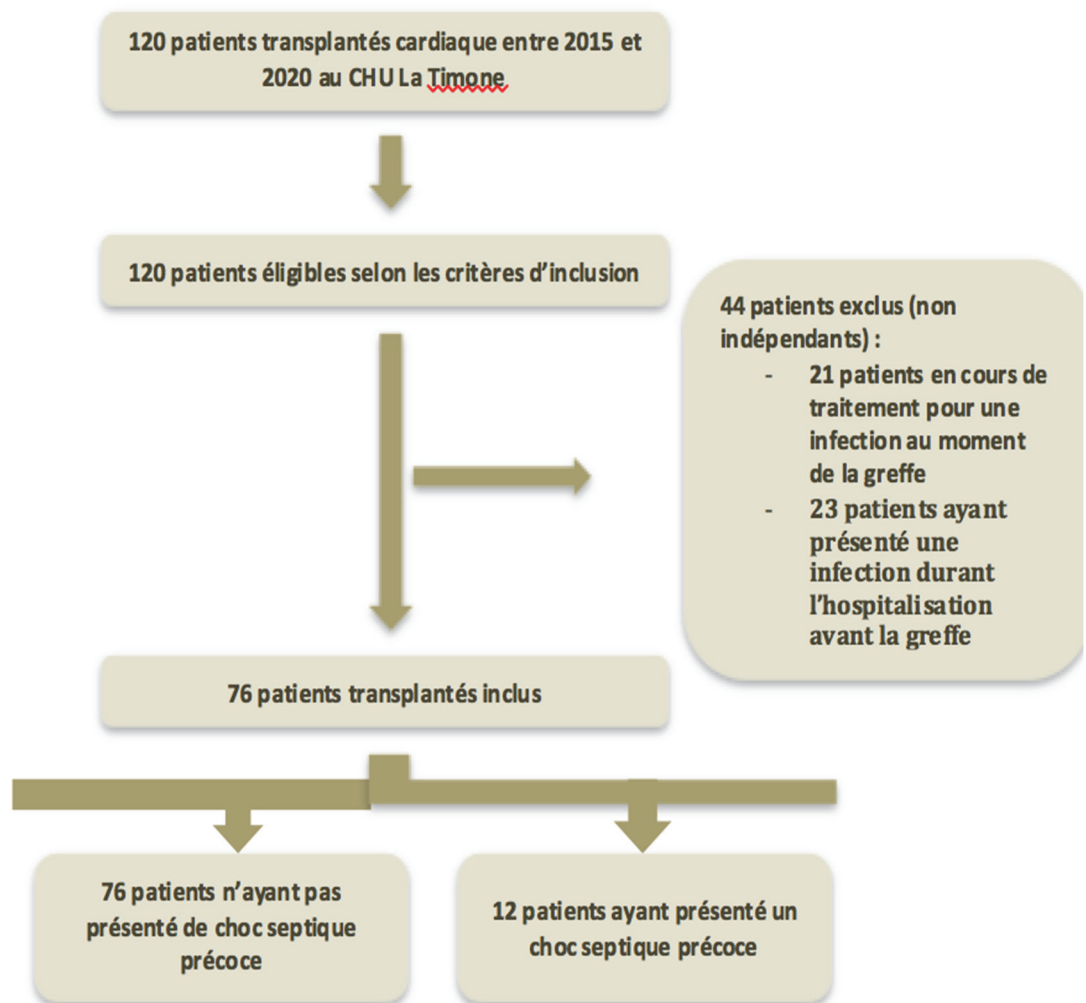 120 patients transplantés cardiaque entre 2015 et
2020 au CHU La Timone
120 patients éligibles selon les critères d'inclusion
44 patients exclus (non
indépendants) :
- 21 patients en cours de
traitement pour une
infection au moment
de la greffe
- 23 patients ayant
présenté une
infection durant
l'hospitalisation
avant la greffe
76 patients transplantés inclus
76 patients n'ayant pas
présenté de choc septique
précoce
12 patients ayant présenté un
choc septique précoce